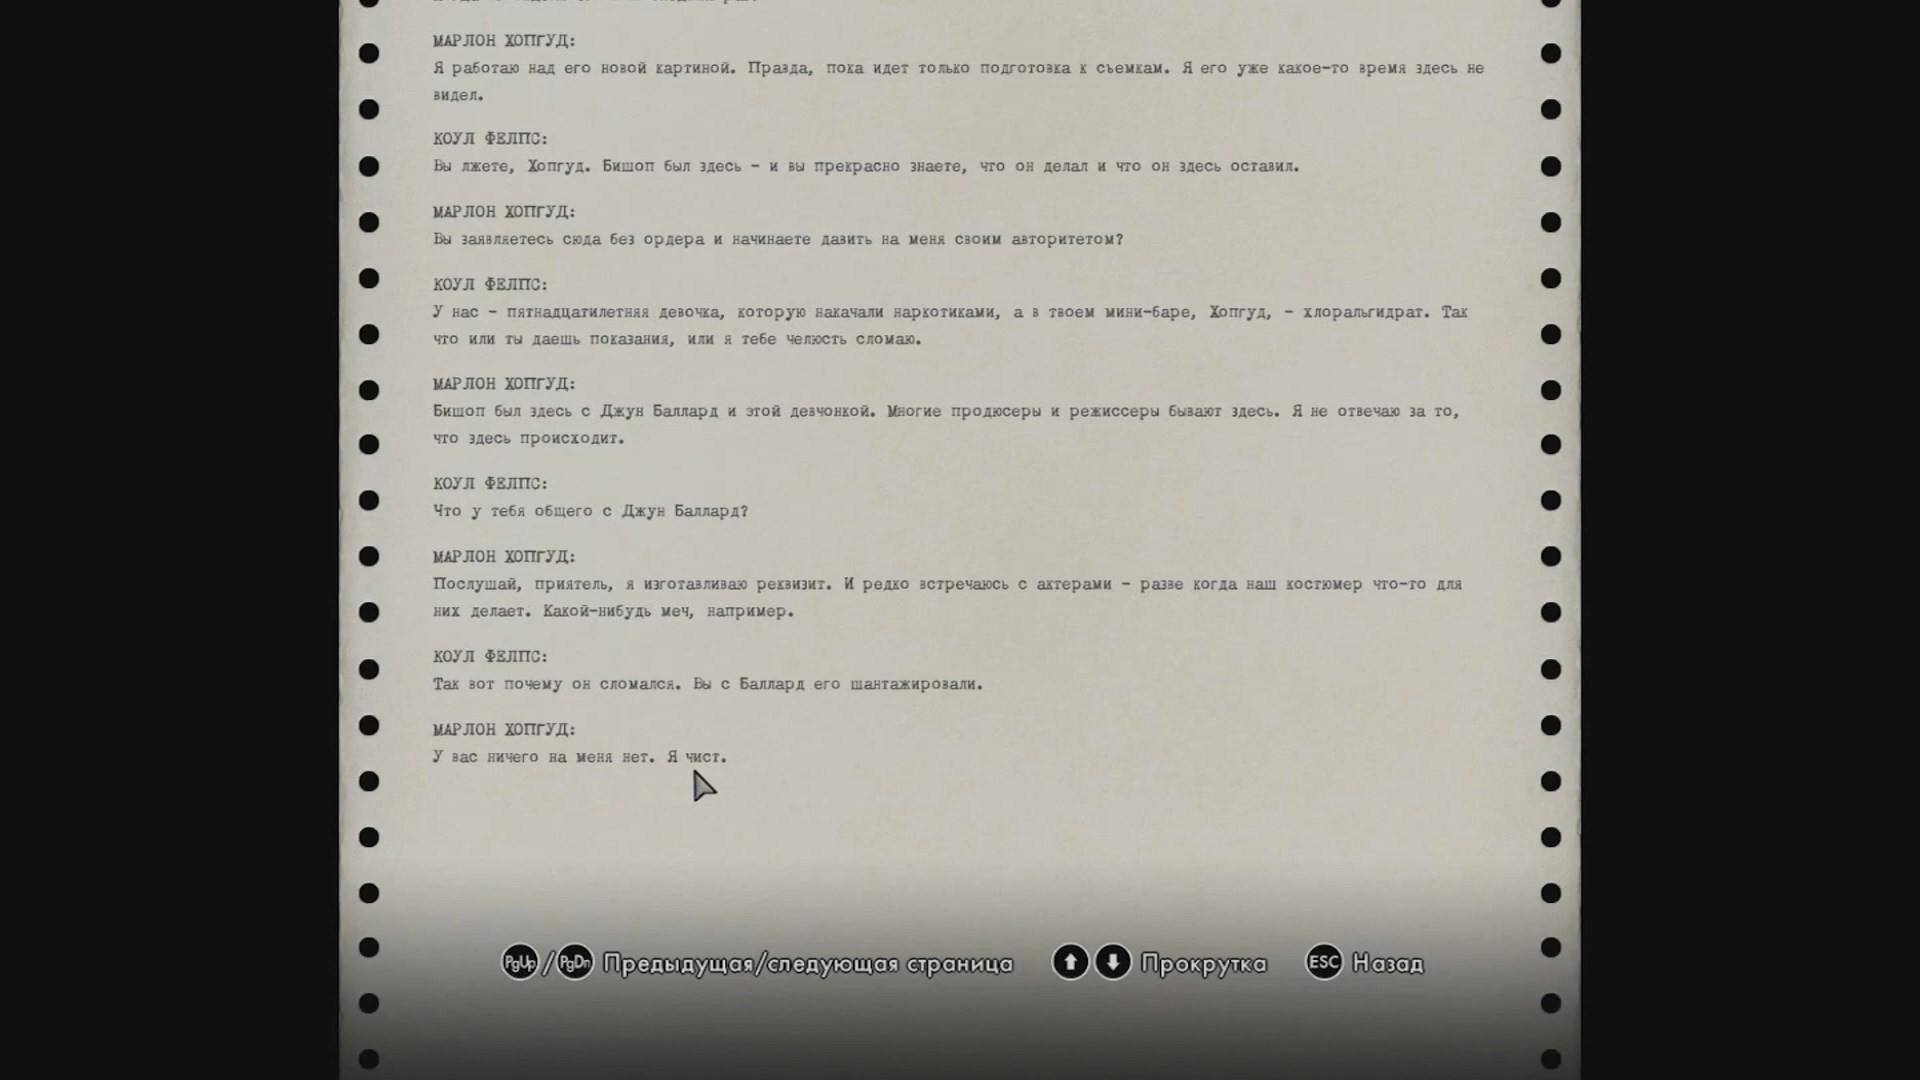 МАРЛОН ХОПГУД:
Я работаю над его новой картиной. Правда, пока идет только подготовка к съемкам. Я его уже какое-то время здесь не
видел.
КОУЛ ФЕЛПС:
Вы лжете, Хопгуд. Бишоп был здесь - и вы прекрасно знаете, что он делал и что он здесь оставил.
МАРЛОН ХОПГУД:
Вы заявляетесь сюда без ордера и начинаете давить на меня своим авторитетом?
КОУЛ ФЕЛПС:
У нас - пятнадцатилетняя девочка, которую накачали наркотиками, а в твоем мини-баре, Хопгуд, - хлоральгидрат. Так
что или ты даешь показания, или я тебе челюсть сломаю.
МАРЛОН ХОПГУД:
Бишоп был здесь с Джун Баллард и этой девчонкой. Многие продюсеры и режиссеры бывают здесь. Я не отвечаю за то,
что здесь происходит.
КОУЛ ФЕЛПС:
Что у тебя общего с Джун Баллард?
МАРЛОН ХОПГУД:
Послушай, приятель, я изготавливаю реквизит. И редко встречаюсь с актерами - разве когда наш костюмер что-то для
них делает. Какой-нибудь меч, например.
КОУЛ ФЕЛПС:
Так вот почему он сломался. Вы с Баллард его шантажировали.
МАРЛОН ХОПГУД:
У вас ничего на меня нет. Я чист.
PgUp/PgDn Предыдущая/следующая страница ⬆ ⬇ Прокрутка ESC Назад